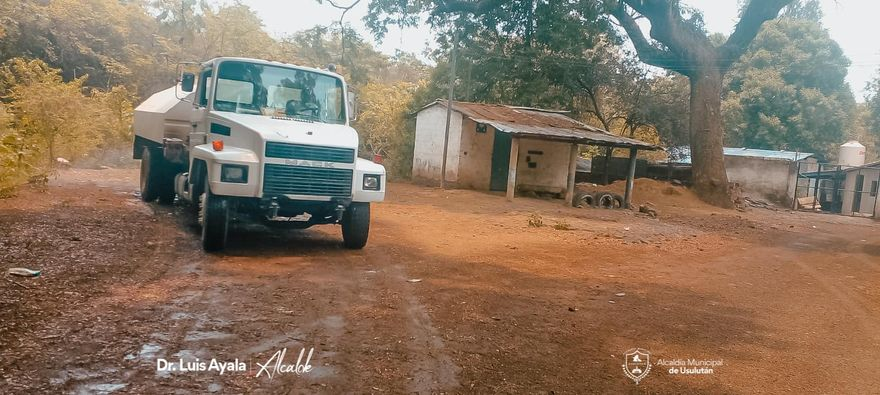 MACK
Dr. Luis Ayala | Alcalde
Alcaldía Municipal
de Usulután